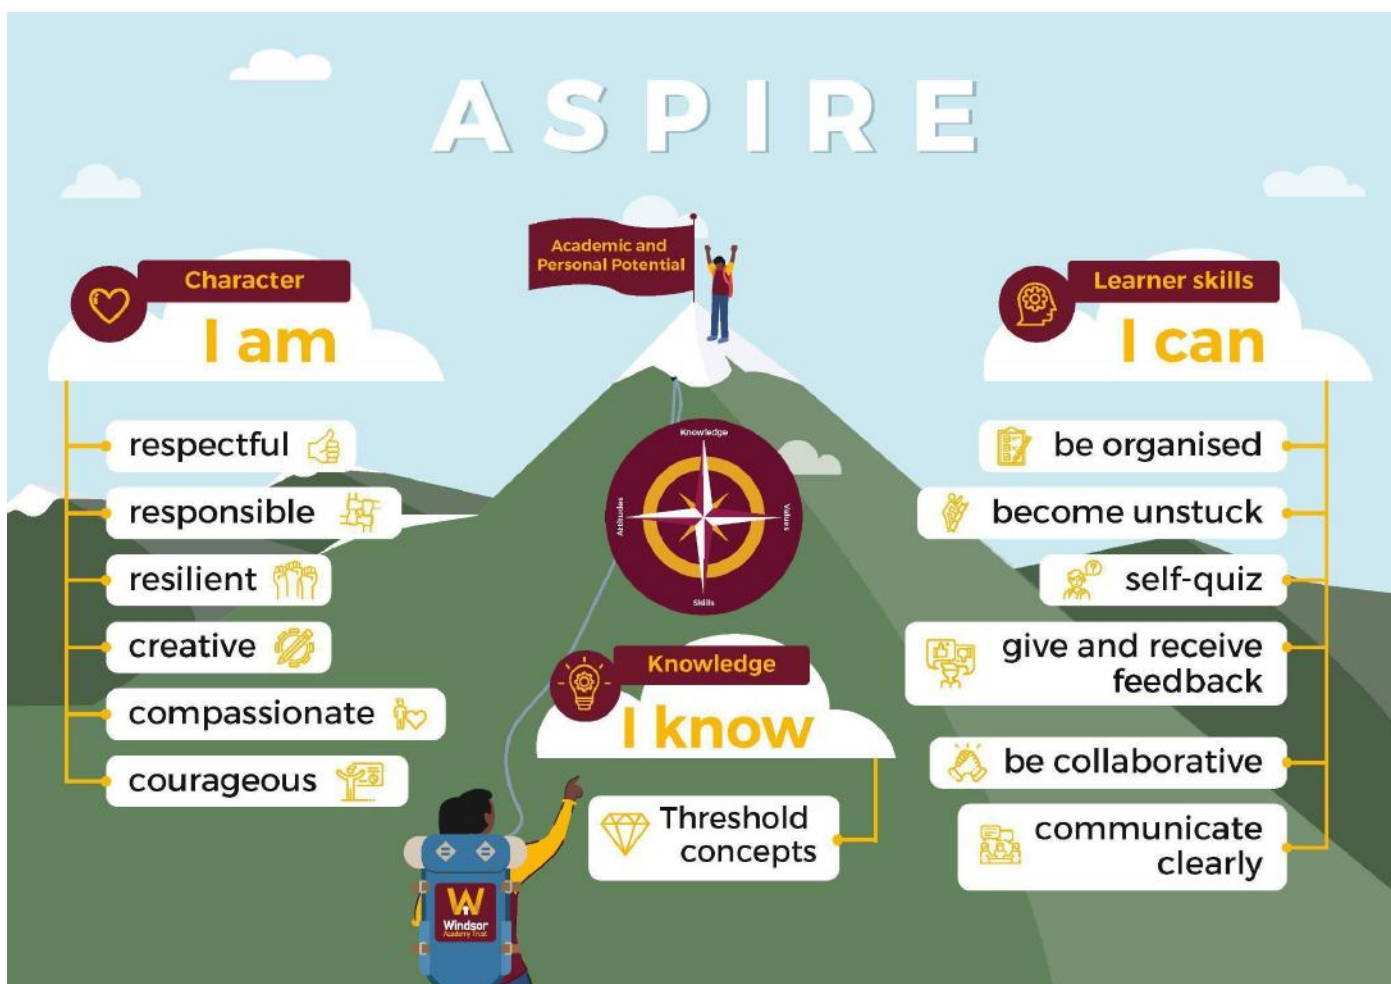 ASPIRE
Academic and
Personal Potential
Character
I am
respectful
responsible
resilient
creative
compassionate
courageous
Knowledge
Attitudes
Values
Skills
Knowledge
I know
Threshold
concepts
Learner skills
I can
be organised
become unstuck
self-quiz
give and receive
feedback
be collaborative
communicate
clearly
W
Windsor
Academy Trust